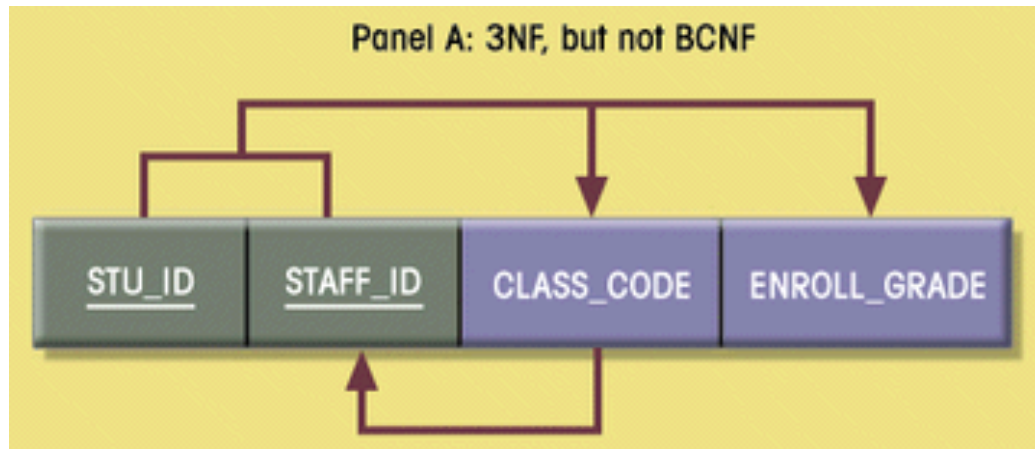 Panel A: 3NF, but not BCNF
STU_ID STAFF_ID CLASS_CODE ENROLL_GRADE